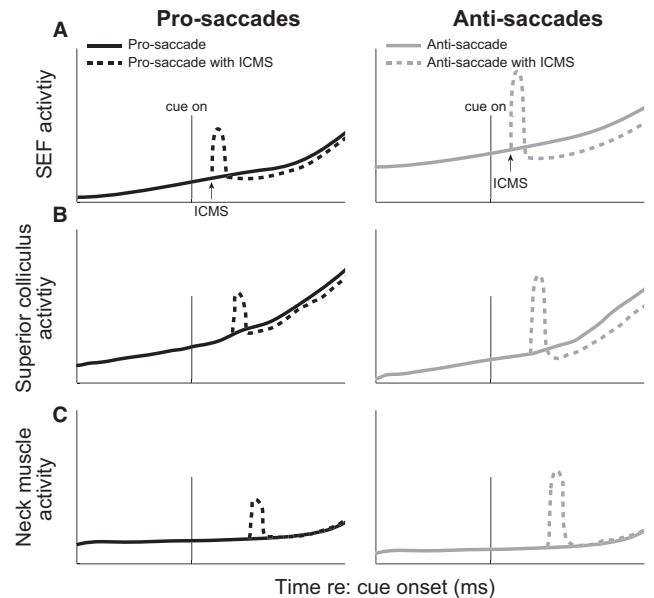 Pro-saccades
Anti-saccades
A
Pro-saccade
Pro-saccade with ICMS
Anti-saccade
Anti-saccade with ICMS
SEF activtiy
cue on
ICMS
cue on
ICMS
B
Superior colliculus
activtiy
C
Neck muscle
activity
Time re: cue onset (ms)